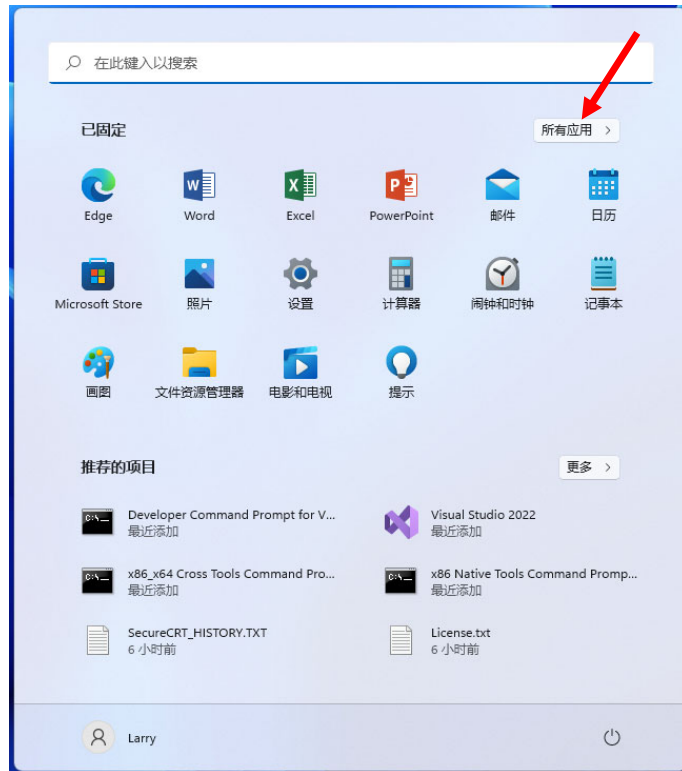 在此键入以搜索
已固定
所有应用 >
Edge Word Excel PowerPoint 邮件 日历
Microsoft Store 照片 设置 计算器 闹钟和时钟 记事本
画图 文件资源管理器 电影和电视 提示
推荐的项目
更多 >
Developer Command Prompt for V...
最近添加
Visual Studio 2022
最近添加
x86_x64 Cross Tools Command Pro...
最近添加
x86 Native Tools Command Promp...
最近添加
SecureCRT_HISTORY.TXT
6 小时前
License.txt
6 小时前
Larry